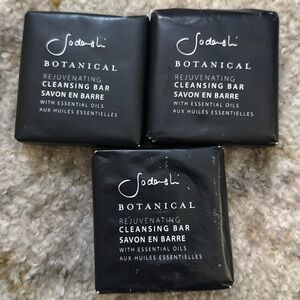 Sodashi
BOTANICAL
REJUVENATING
CLEANSING BAR
SAVON EN BARRE
WITH ESSENTIAL OILS
AUX HUILES ESSENTIELLES
Sodashi
BOTANICAL
REJUVENATING
CLEANSING BAR
SAVON EN BARRE
WITH ESSENTIAL OILS
AUX HUILES ESSENTIELLES
Sodashi
BOTANICAL
REJUVENATING
CLEANSING BAR
SAVON EN BARRE
WITH ESSENTIAL OILS
AUX HUILES ESSENTIELLES